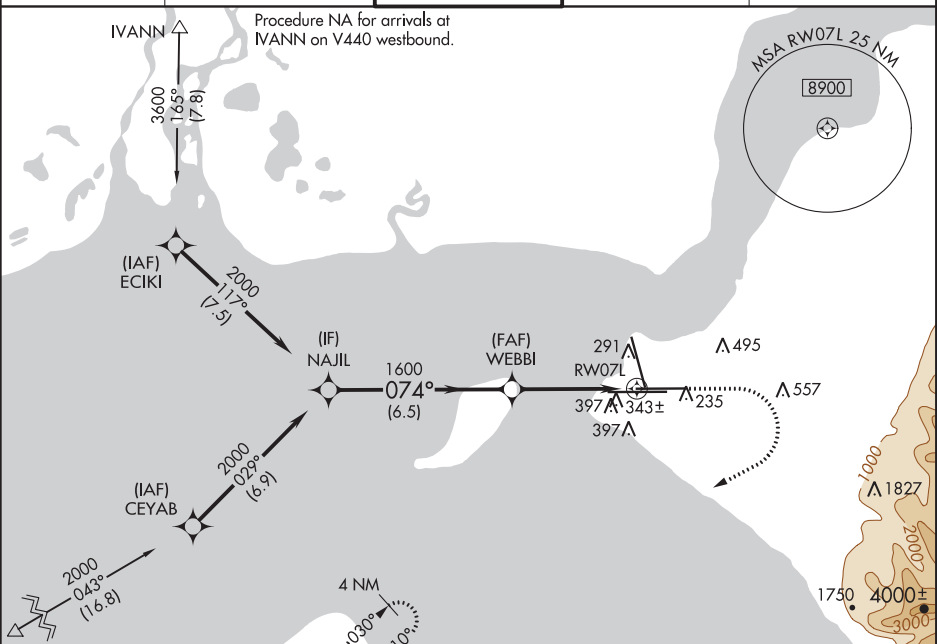 IVANN
Procedure NA for arrivals at
IVANN on V440 westbound.
MSA RW07L 25 NM
8900
3600
165°
(7.8)
(IAF)
ECIKI
2000
117°
(7.5)
(IF)
NAJIL
(FAF)
WEBBI
1600
074°
(6.5)
RW07L
291
495
397
343±
235
557
397
2000
029°
(6.9)
(IAF)
CEYAB
2000
043°
(16.8)
4 NM
030°
10°
1000
1827
2000
1750
4000±
3000